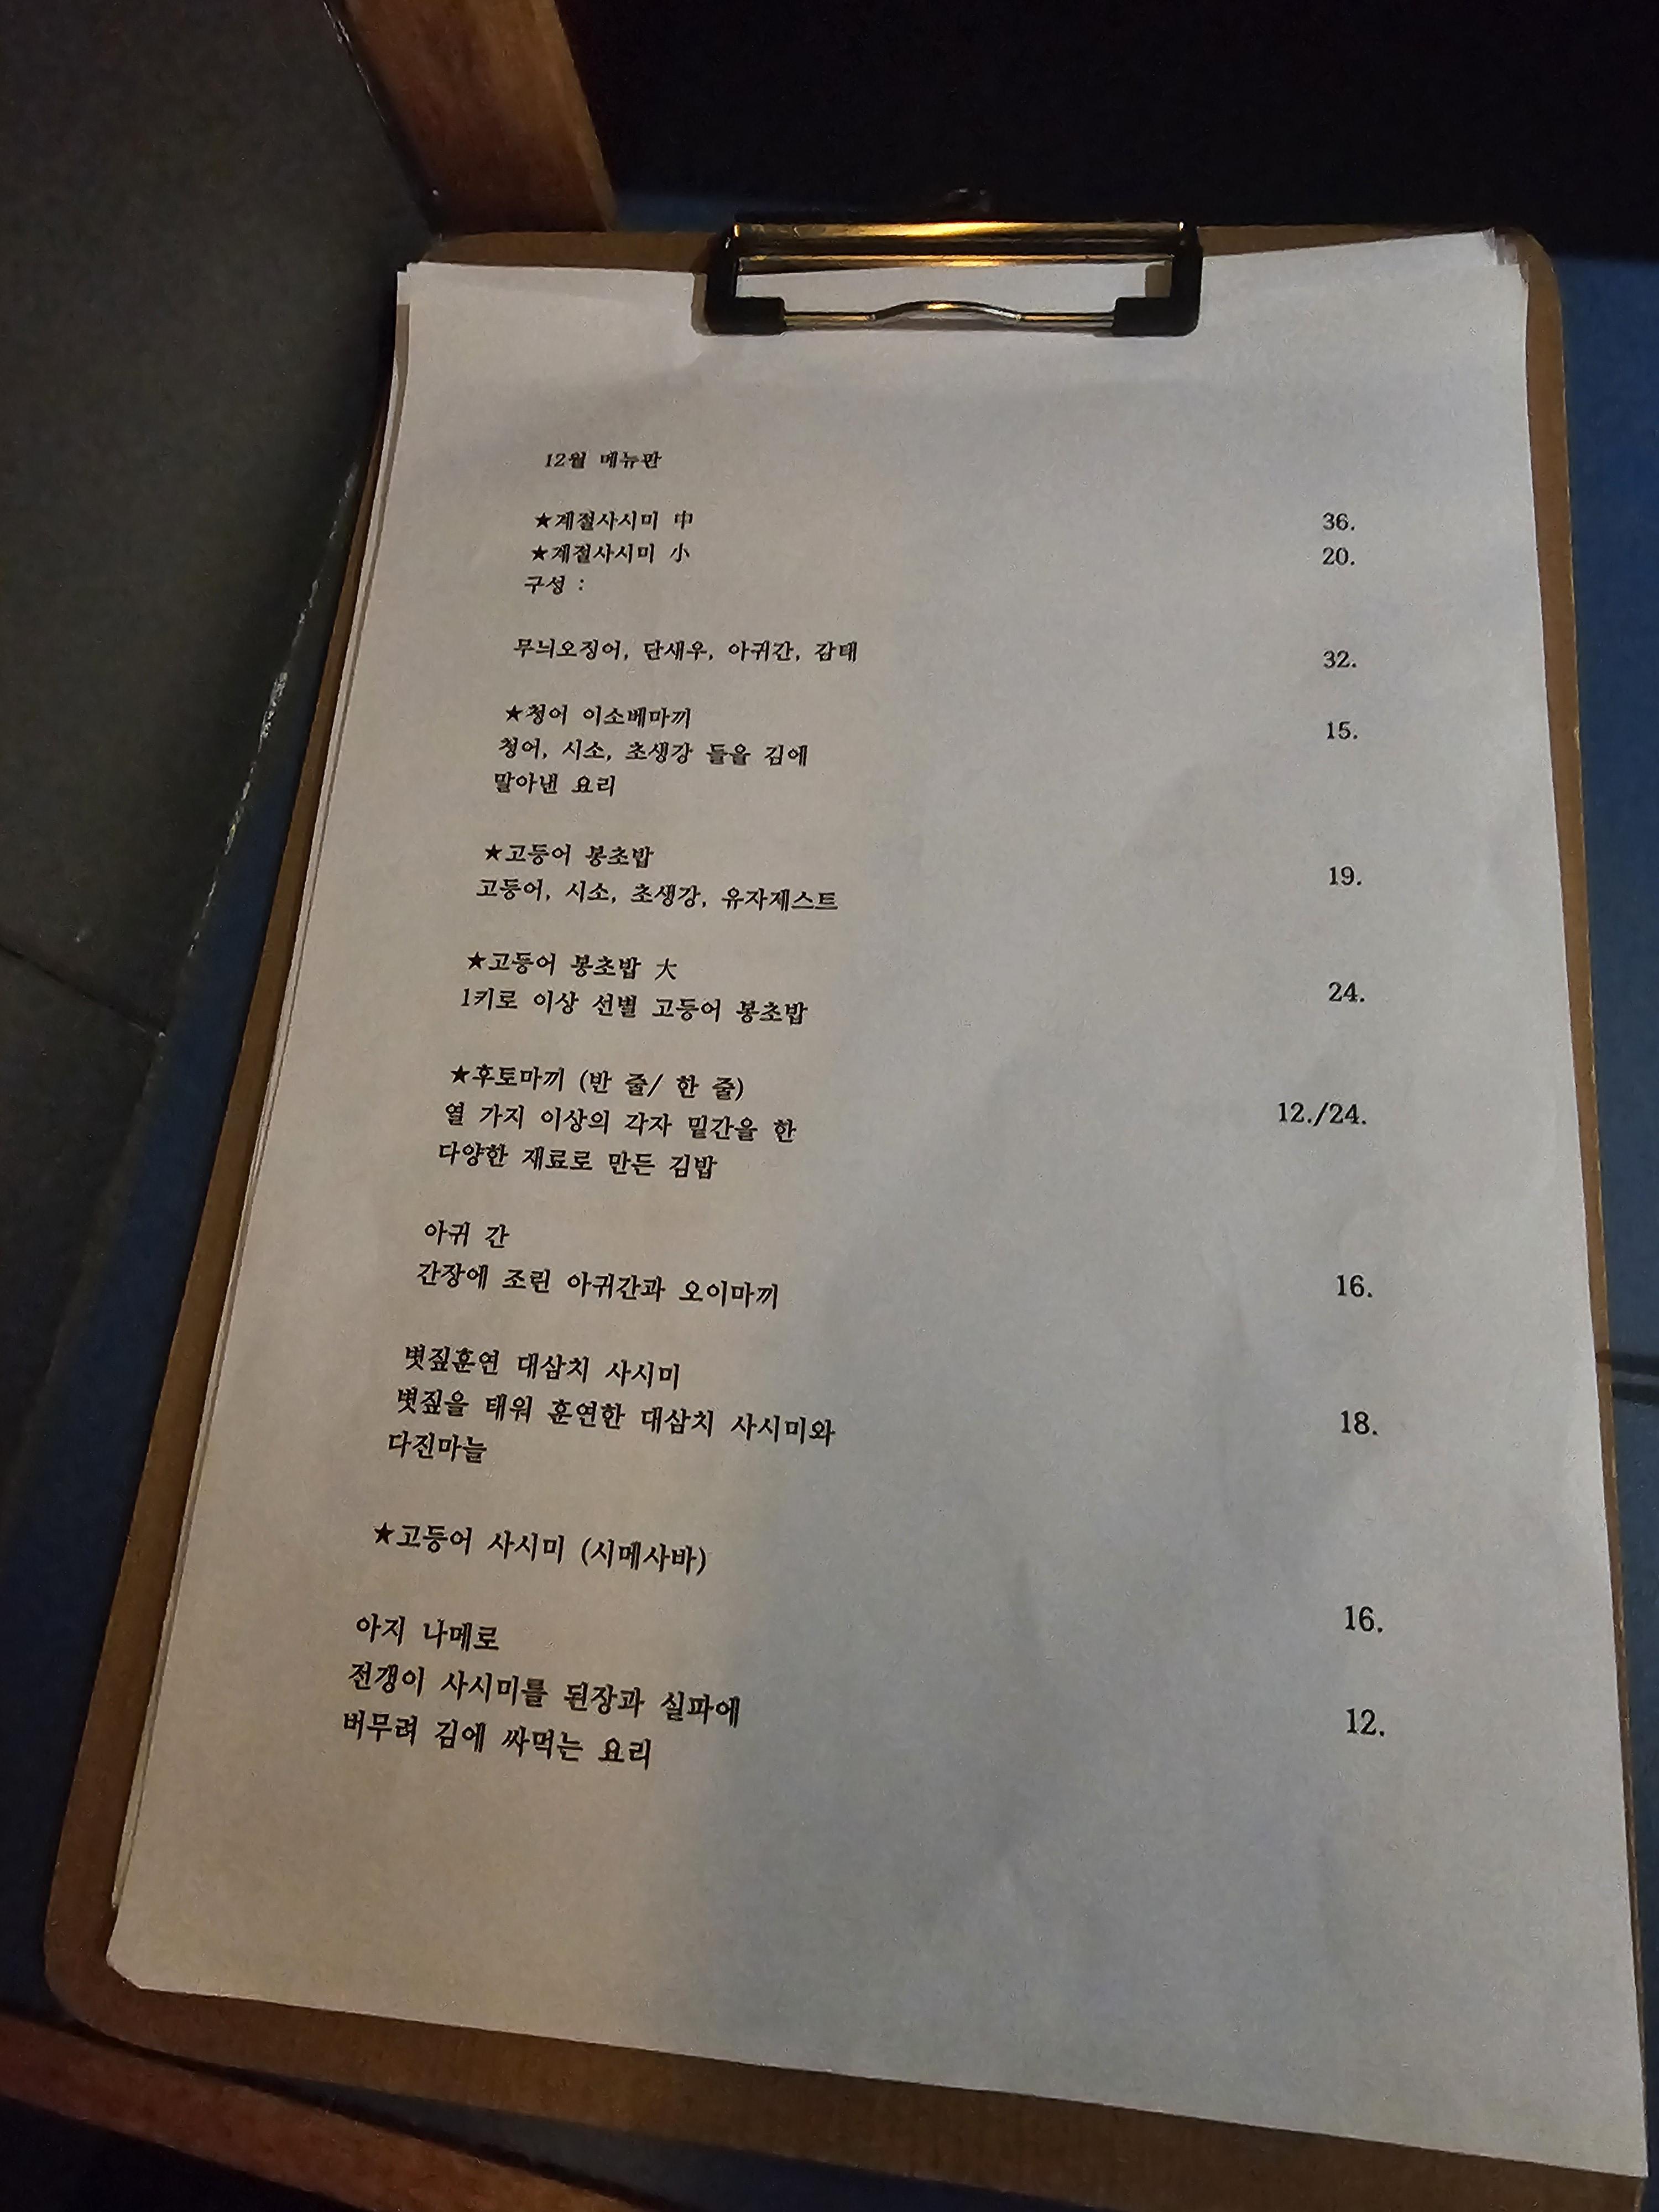 12월 메뉴판
★계절사시미 中 36.
★계절사시미 小 20.
구성 :
무늬오징어, 단새우, 아귀간, 감태 32.
★청어 이소베마끼 15.
청어, 시소, 초생강 들을 김에
말아낸 요리
★고등어 봉초밥 19.
고등어, 시소, 초생강, 유자제스트
★고등어 봉초밥 大 24.
1키로 이상 선별 고등어 봉초밥
★후토마끼 (반 줄/ 한 줄) 12./24.
열 가지 이상의 각자 밑간을 한
다양한 재료로 만든 김밥
아귀 간
간장에 조린 아귀간과 오이마끼 16.
볏짚훈연 대삼치 사시미
볏짚을 태워 훈연한 대삼치 사시미와 18.
다진마늘
★고등어 사시미 (시메사바) 16.
아지 나메로
전갱이 사시미를 된장과 실파에 12.
버무려 김에 싸먹는 요리